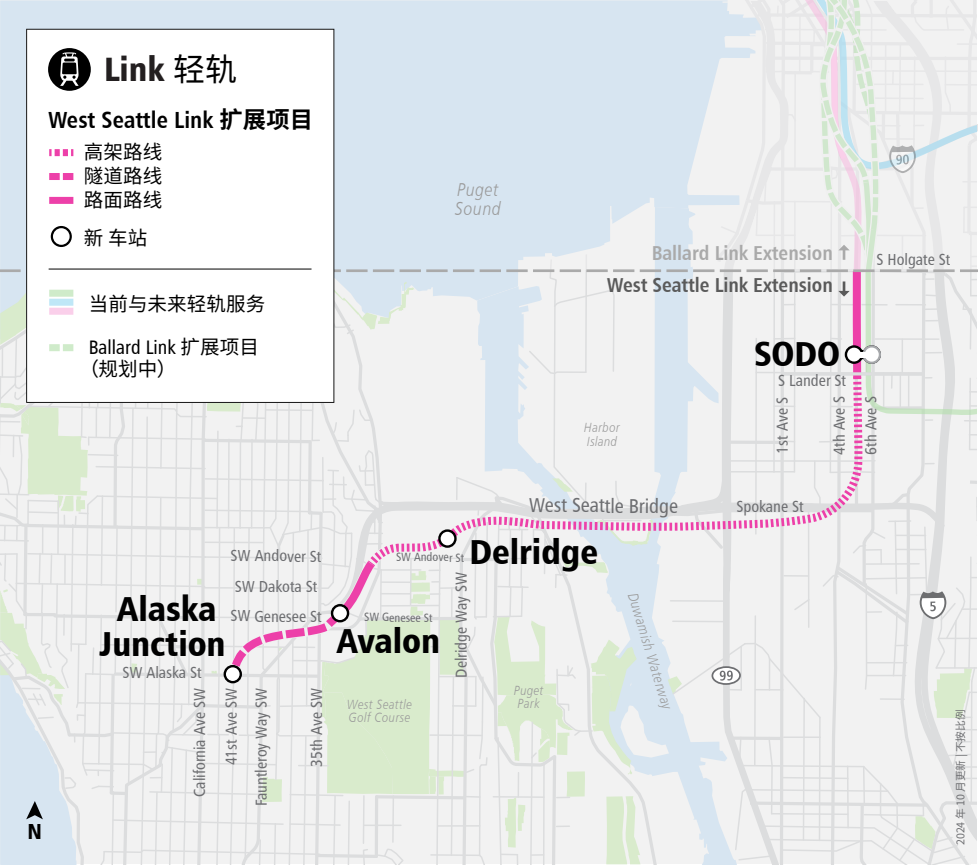 Link 轻轨
West Seattle Link 扩展项目
高架路线
隧道路线
路面路线
新 车站
当前与未来轻轨服务
Ballard Link 扩展项目
（规划中）
Puget
Sound
90
Ballard Link Extension ↑
S Holgate St
West Seattle Link Extension ↓
SODO
S Lander St
1st Ave S
4th Ave S
6th Ave S
Harbor
Island
West Seattle Bridge
Spokane St
SW Andover St
SW Andover St
Delridge
SW Dakota St
SW Genesee St
SW Genesee St
Alaska
Junction
Avalon
Delridge Way SW
Duwamish Waterway
5
SW Alaska St
99
California Ave SW
41st Ave SW
Fauntleroy Way SW
35th Ave SW
West Seattle
Golf Course
Puget
Park
N
2024 年 10 月更新 | 不按比例